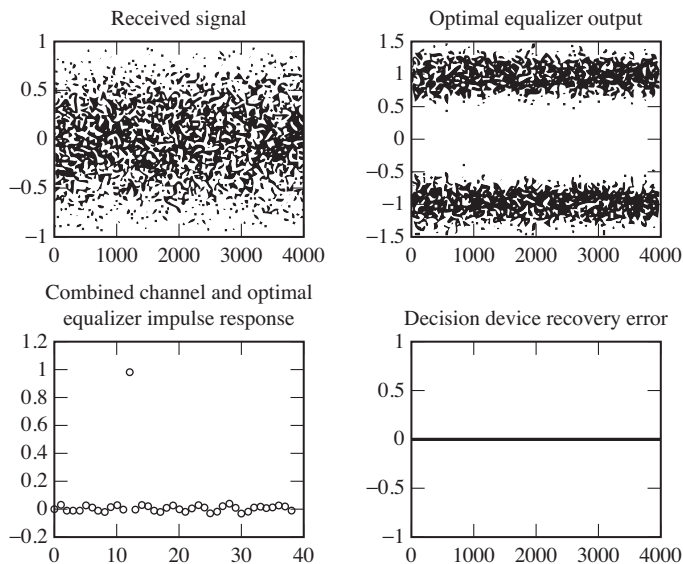 Received signal
1
0.5
0
−0.5
−1
0 1000 2000 3000 4000
Optimal equalizer output
1.5
1
0.5
0
−0.5
−1
−1.5
0 1000 2000 3000 4000
Combined channel and optimal
equalizer impulse response
1.2
1
0.8
0.6
0.4
0.2
0
−0.2
0 10 20 30 40
Decision device recovery error
1
0.5
0
−0.5
−1
0 1000 2000 3000 4000